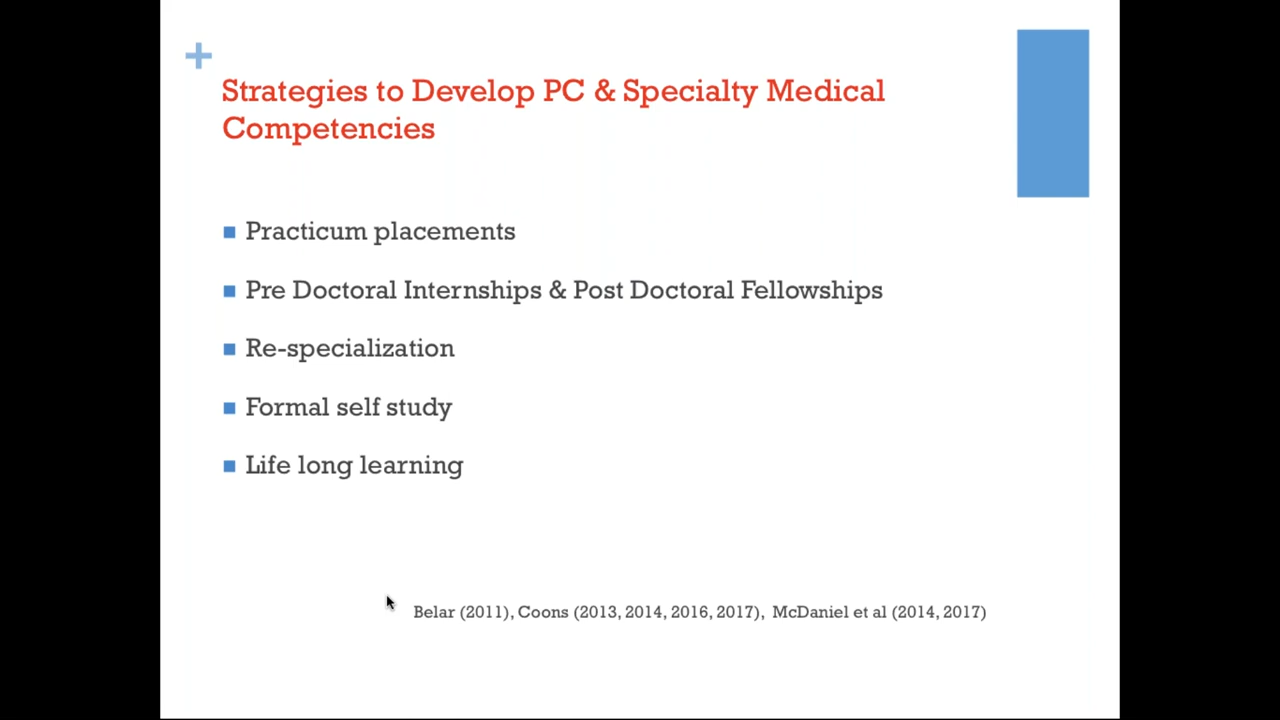 +
Strategies to Develop PC & Specialty Medical
Competencies
Practicum placements
Pre Doctoral Internships & Post Doctoral Fellowships
Re-specialization
Formal self study
Life long learning
Belar (2011), Coons (2013, 2014, 2016, 2017), McDaniel et al (2014, 2017)